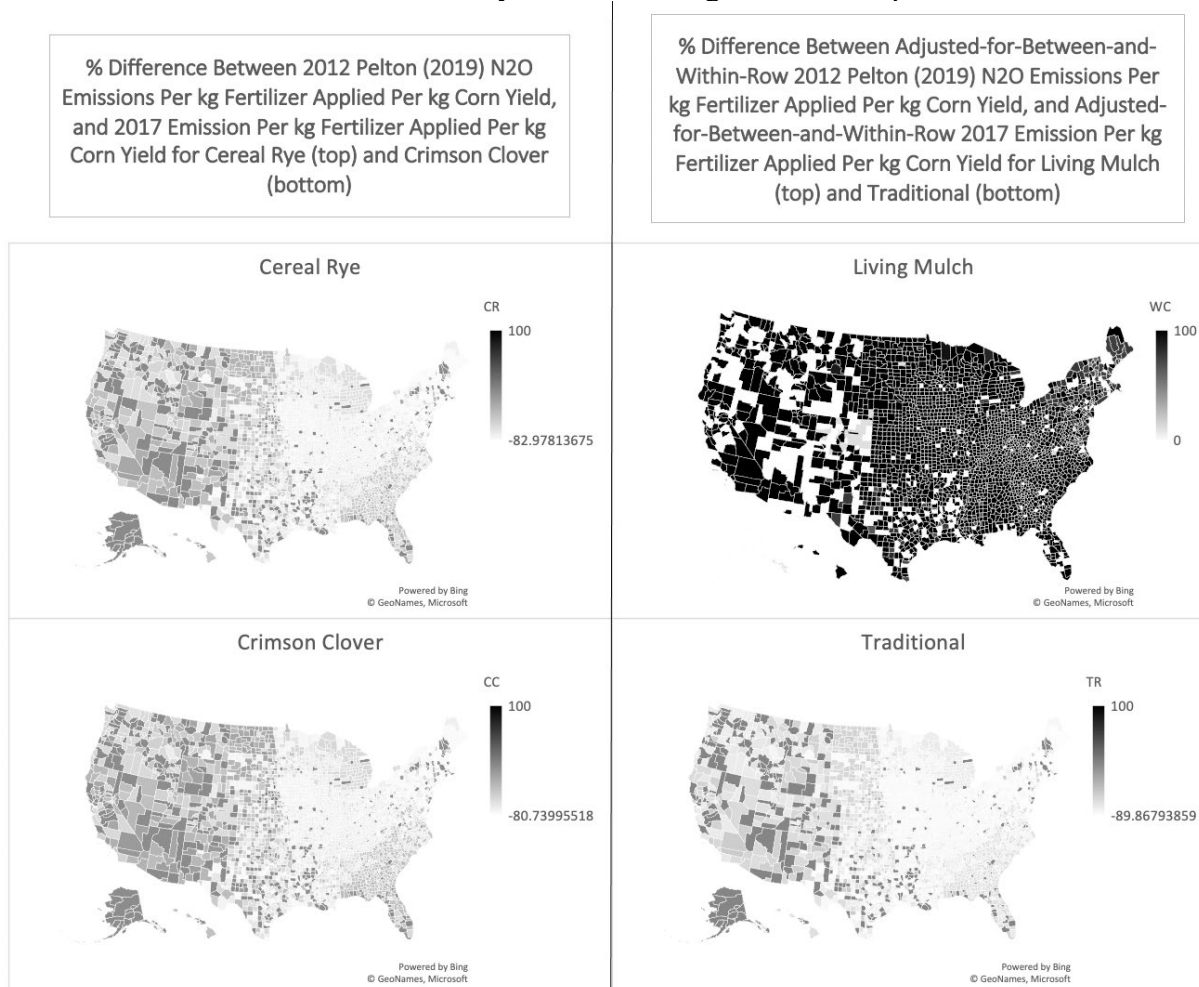 % Difference Between 2012 Pelton (2019) N2O
Emissions Per kg Fertilizer Applied Per kg Corn Yield,
and 2017 Emission Per kg Fertilizer Applied Per kg
Corn Yield for Cereal Rye (top) and Crimson Clover
(bottom)
% Difference Between Adjusted-for-Between-and-
Within-Row 2012 Pelton (2019) N2O Emissions Per
kg Fertilizer Applied Per kg Corn Yield, and Adjusted-
for-Between-and-Within-Row 2017 Emission Per kg
Fertilizer Applied Per kg Corn Yield for Living Mulch
(top) and Traditional (bottom)
Cereal Rye
CR
100
-82.97813675
Powered by Bing
© GeoNames, Microsoft
Living Mulch
WC
100
0
Powered by Bing
© GeoNames, Microsoft
Crimson Clover
CC
100
-80.73995518
Powered by Bing
© GeoNames, Microsoft
Traditional
TR
100
-89.86793859
Powered by Bing
© GeoNames, Microsoft